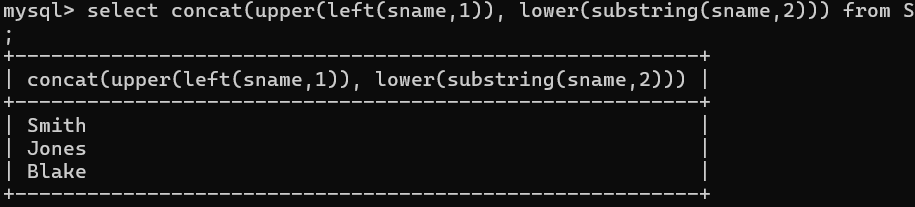 mysql> select concat(upper(left(sname,1)), lower(substring(sname,2))) from S
;
+---------------------------------------------------------+
| concat(upper(left(sname,1)), lower(substring(sname,2))) |
+---------------------------------------------------------+
| Smith                                                   |
| Jones                                                   |
| Blake                                                   |
+---------------------------------------------------------+